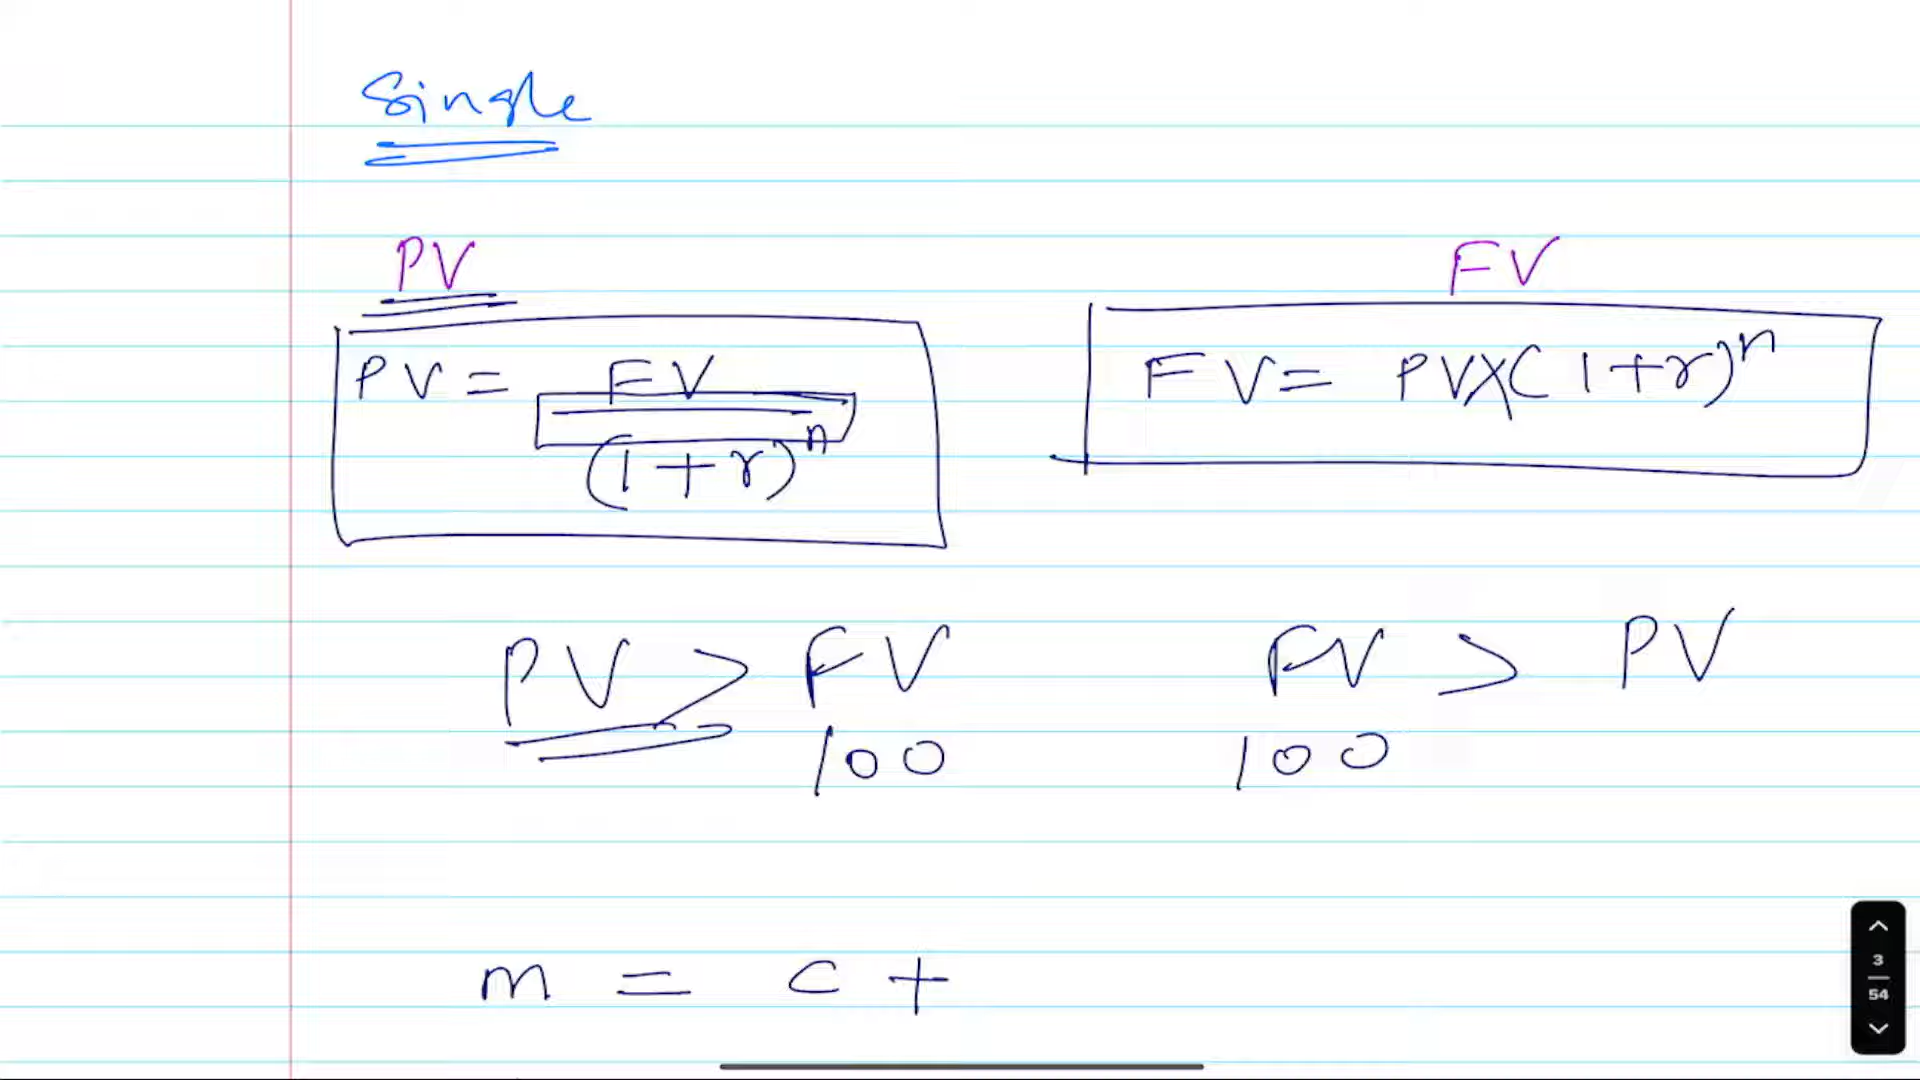 Single
PV
FV
PV = FV / (1+r)^n
FV = PV×(1+r)^n
PV > FV
FV > PV
100
100
m = c +
3
54